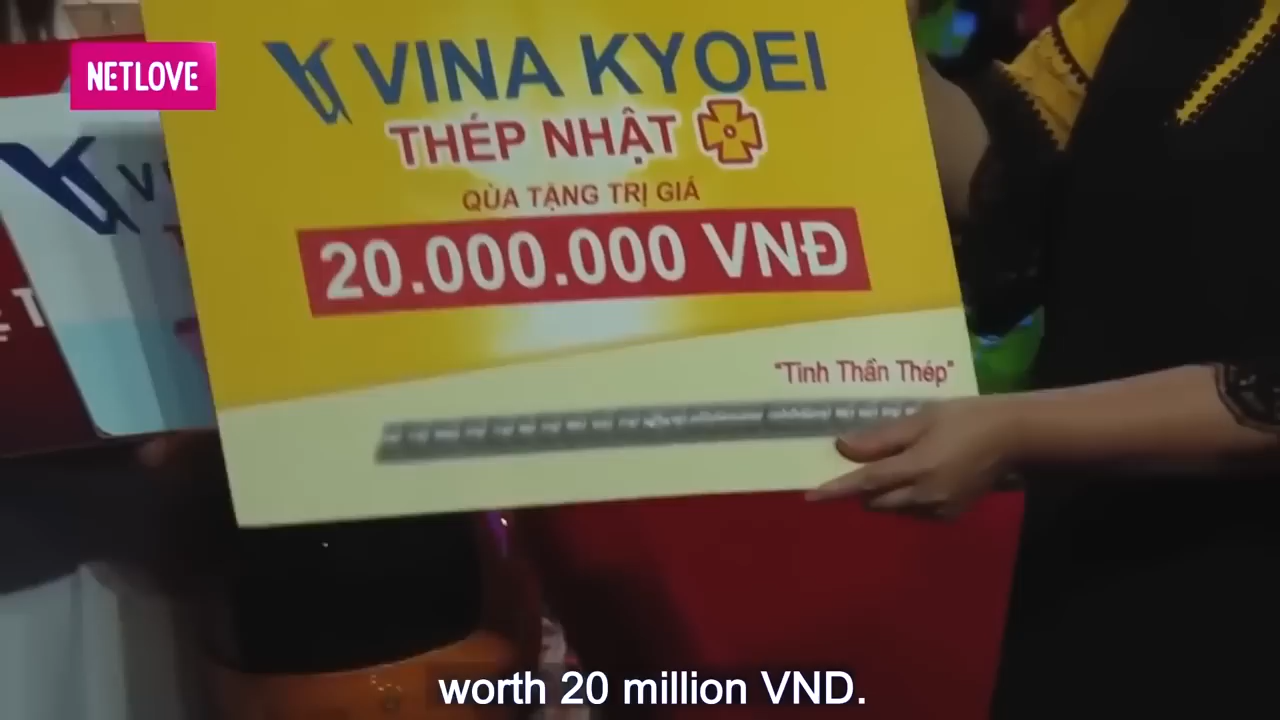 NETLOVE
VINA KYOEI
THÉP NHẬT
QÙA TẶNG TRỊ GIÁ
20.000.000 VNĐ
"Tinh Thần Thép"
worth 20 million VND.